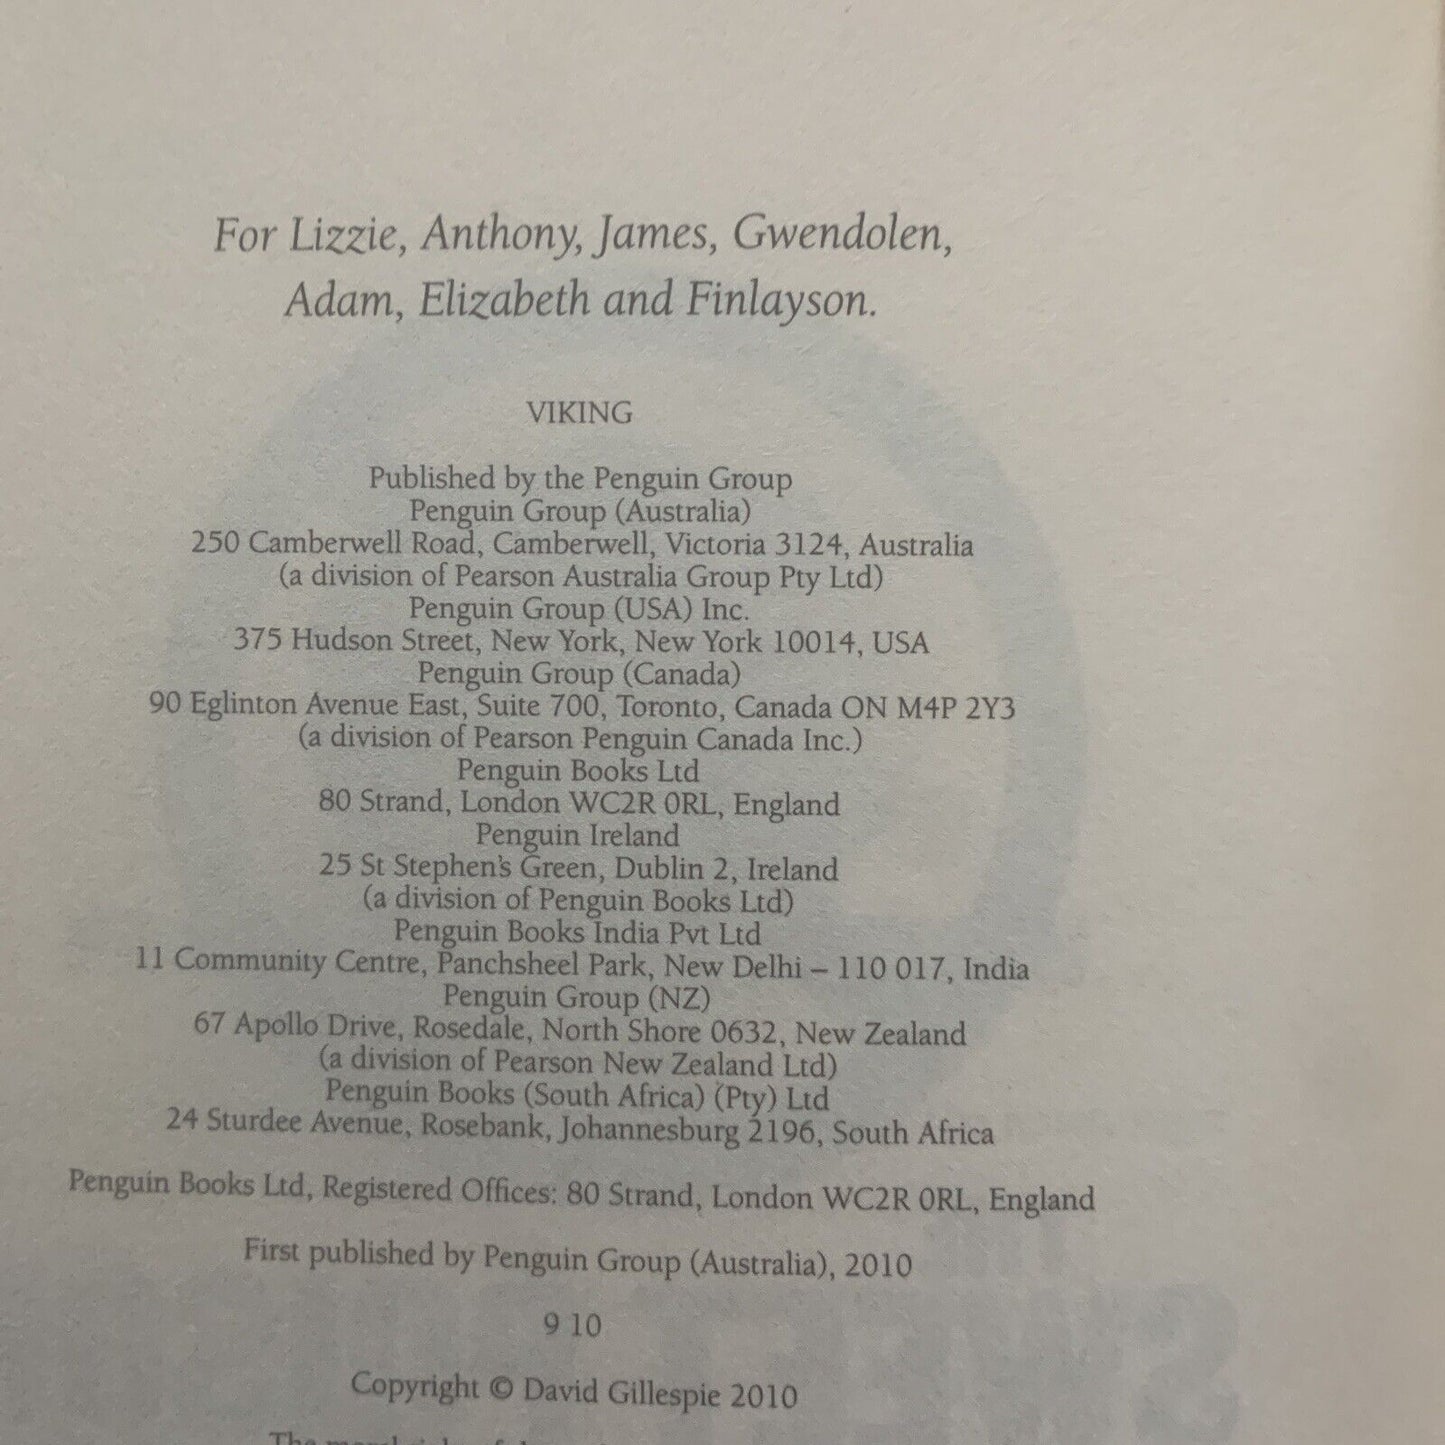 For Lizzie, Anthony, James, Gwendolen,
Adam, Elizabeth and Finlayson.
VIKING
Published by the Penguin Group
Penguin Group (Australia)
250 Camberwell Road, Camberwell, Victoria 3124, Australia
(a division of Pearson Australia Group Pty Ltd)
Penguin Group (USA) Inc.
375 Hudson Street, New York, New York 10014, USA
Penguin Group (Canada)
90 Eglinton Avenue East, Suite 700, Toronto, Canada ON M4P 2Y3
(a division of Pearson Penguin Canada Inc.)
Penguin Books Ltd
80 Strand, London WC2R 0RL, England
Penguin Ireland
25 St Stephen's Green, Dublin 2, Ireland
(a division of Penguin Books Ltd)
Penguin Books India Pvt Ltd
11 Community Centre, Panchsheel Park, New Delhi – 110 017, India
Penguin Group (NZ)
67 Apollo Drive, Rosedale, North Shore 0632, New Zealand
(a division of Pearson New Zealand Ltd)
Penguin Books (South Africa) (Pty) Ltd
24 Sturdee Avenue, Rosebank, Johannesburg 2196, South Africa
Penguin Books Ltd, Registered Offices: 80 Strand, London WC2R 0RL, England
First published by Penguin Group (Australia), 2010
9 10
Copyright © David Gillespie 2010
The